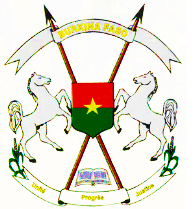 BURKINA FASO
Unité Progrès Justice